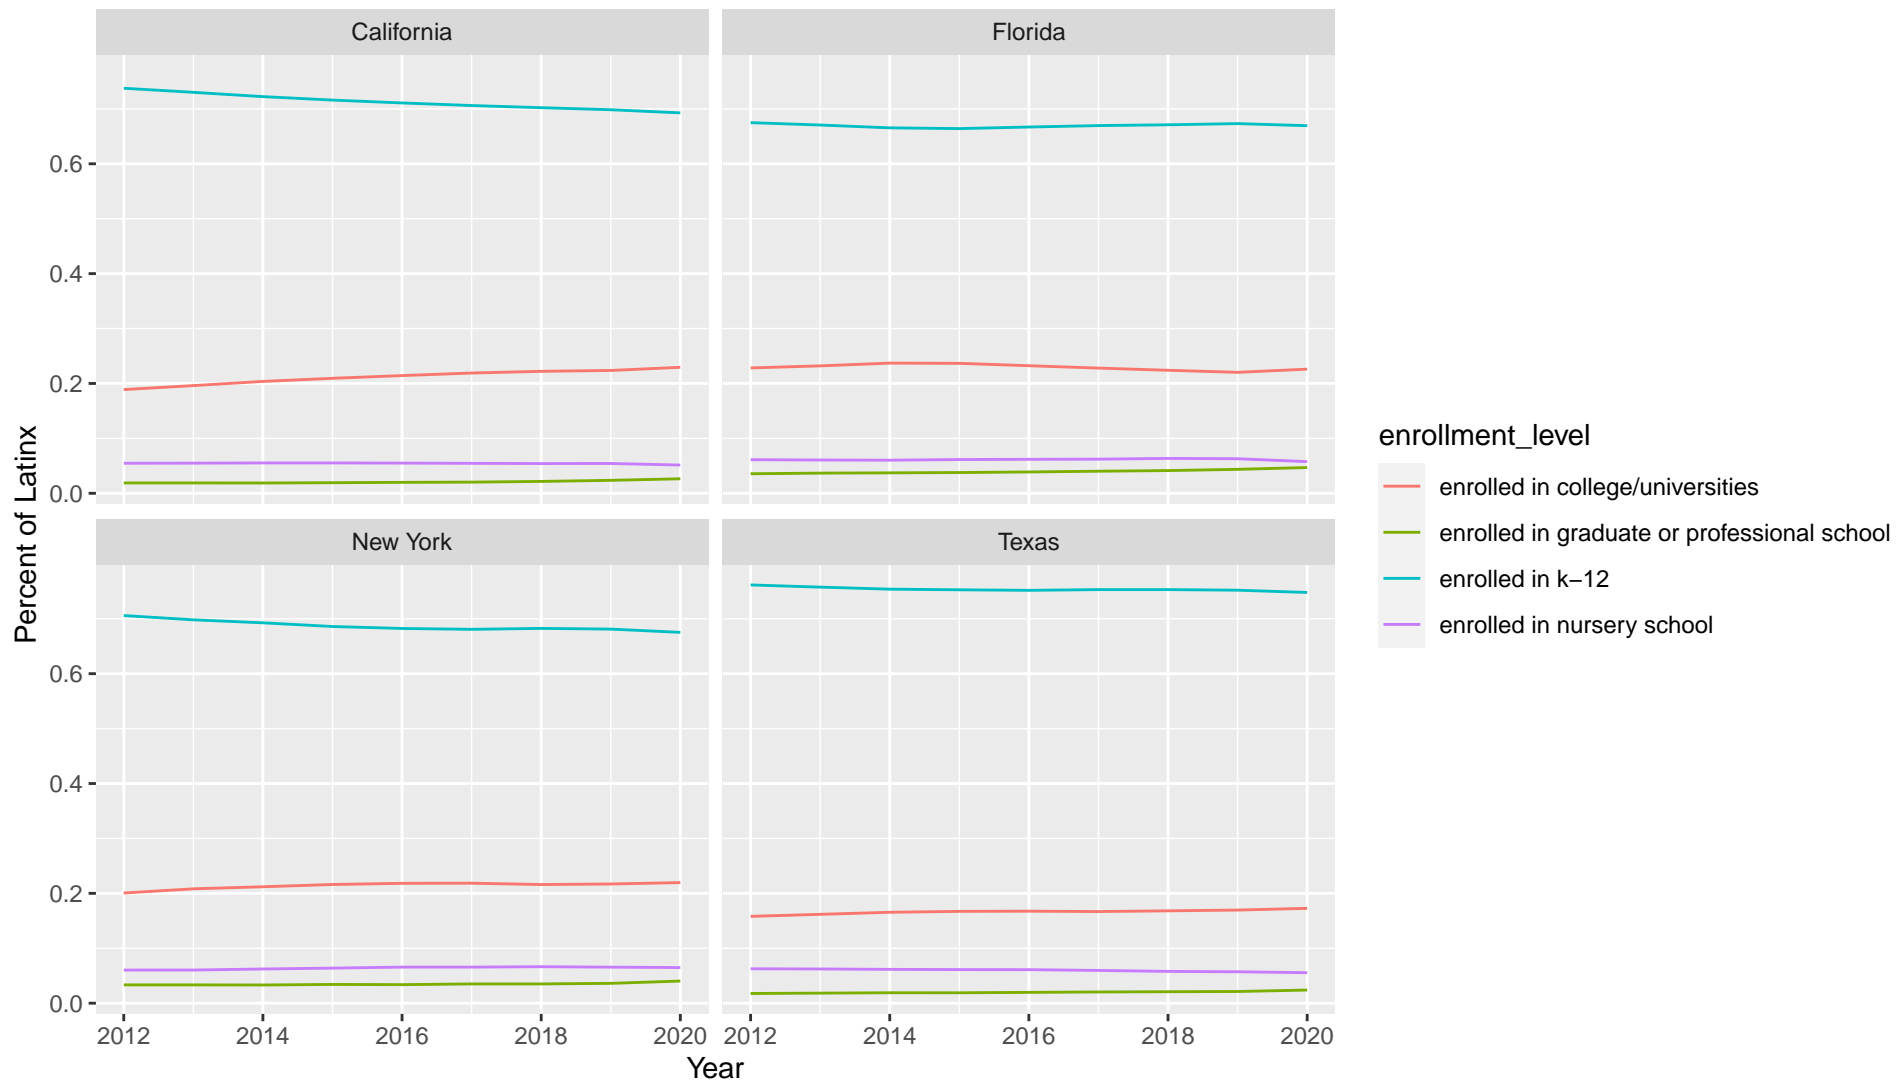 California
Florida
0.6
0.4
0.2
0.0
New York
Texas
0.6
0.4
0.2
0.0
2012
2014
2016
2018
2020
2012
2014
2016
2018
2020
Year
Percent of Latinx
enrollment_level
enrolled in college/universities
enrolled in graduate or professional school
enrolled in k−12
enrolled in nursery school